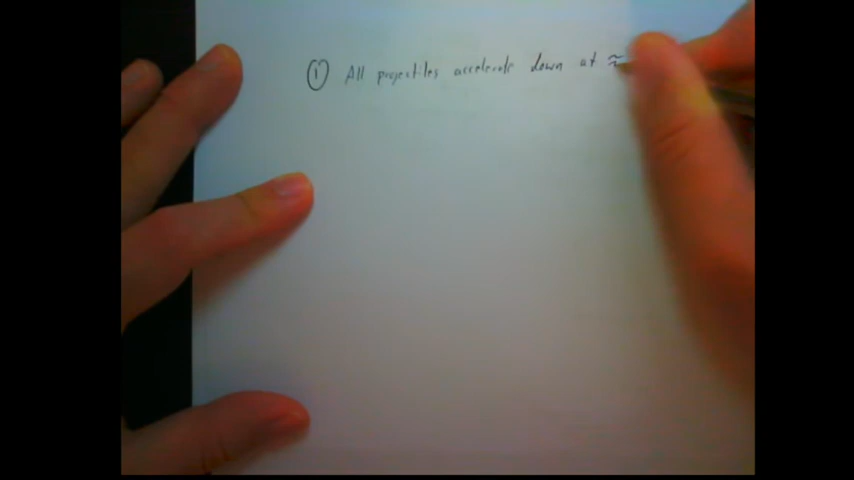 ① All projectiles accelerate down at ≈